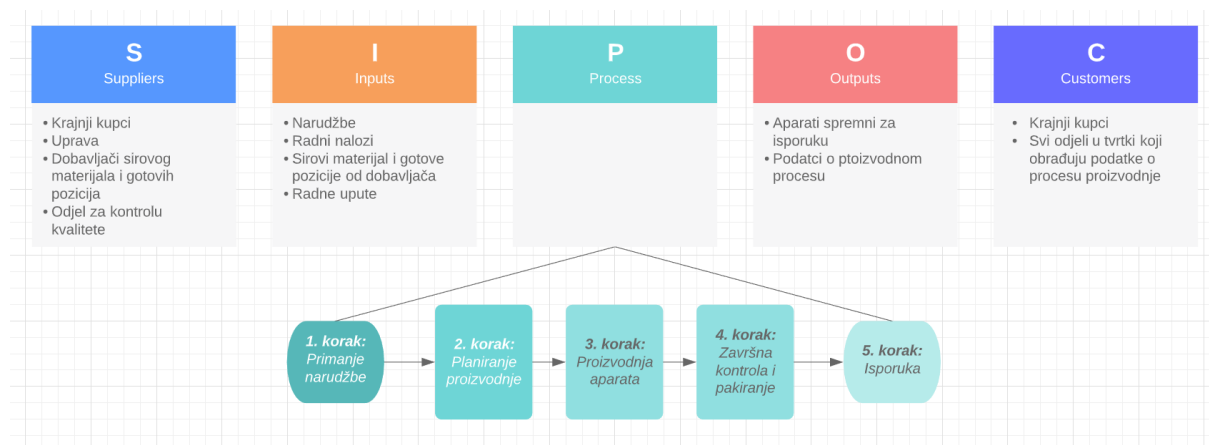 S
Suppliers
• Krajnji kupci
• Uprava
• Dobavljači sirovog
materijala i gotovih
pozicija
• Odjel za kontrolu
kvalitete
I
Inputs
• Narudžbe
• Radni nalozi
• Sirovi materijal i gotove
pozicije od dobavljača
• Radne upute
P
Process
O
Outputs
• Aparati spremni za
isporuku
• Podatci o ptoizvodnom
procesu
C
Customers
• Krajnji kupci
• Svi odjeli u tvrtki koji
obrađuju podatke o
procesu proizvodnje
1. korak:
Primanje
narudžbe
2. korak:
Planiranje
proizvodnje
3. korak:
Proizvodnja
aparata
4. korak:
Završna
kontrola i
pakiranje
5. korak:
Isporuka